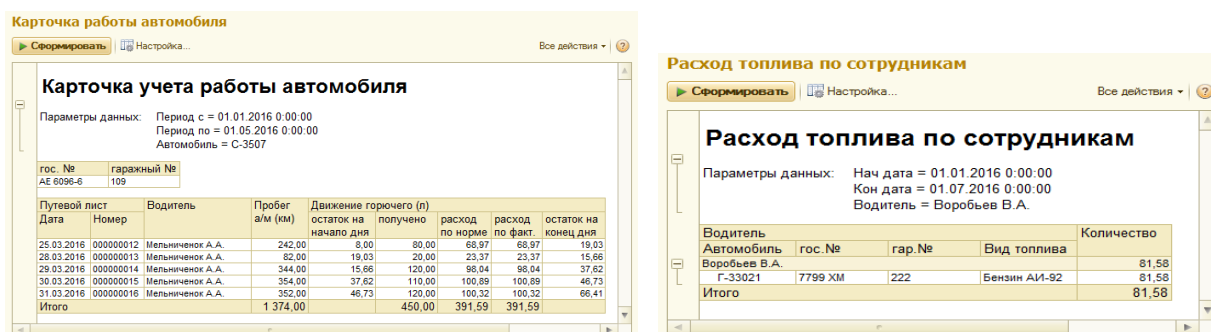 Карточка работы автомобиля
Сформировать Настройка... Все действия ?
Карточка учета работы автомобиля
Параметры данных: Период с = 01.01.2016 0:00:00
Период по = 01.05.2016 0:00:00
Автомобиль = С-3507
гос. № гаражный №
АЕ 6096-6 109
Путевой лист Водитель Пробег Движение горючего (л)
Дата Номер а/м (км) остаток на получено расход расход остаток на
начало дня по норме по факт. конец дня
25.03.2016 000000012 Мельниченок А.А. 242,00 8,00 80,00 68,97 68,97 19,03
28.03.2016 000000013 Мельниченок А.А. 82,00 19,03 20,00 23,37 23,37 15,66
29.03.2016 000000014 Мельниченок А.А. 344,00 15,66 120,00 98,04 98,04 37,62
30.03.2016 000000015 Мельниченок А.А. 354,00 37,62 110,00 100,89 100,89 46,73
31.03.2016 000000016 Мельниченок А.А. 352,00 46,73 120,00 100,32 100,32 66,41
Итого 1 374,00 450,00 391,59 391,59
Расход топлива по сотрудникам
Сформировать Настройка... Все действия ?
Расход топлива по сотрудникам
Параметры данных: Нач дата = 01.01.2016 0:00:00
Кон дата = 01.07.2016 0:00:00
Водитель = Воробьев В.А.
Водитель Количество
Автомобиль гос.№ гар.№ Вид топлива
Воробьев В.А. 81,58
Г-33021 7799 ХМ 222 Бензин АИ-92 81,58
Итого 81,58